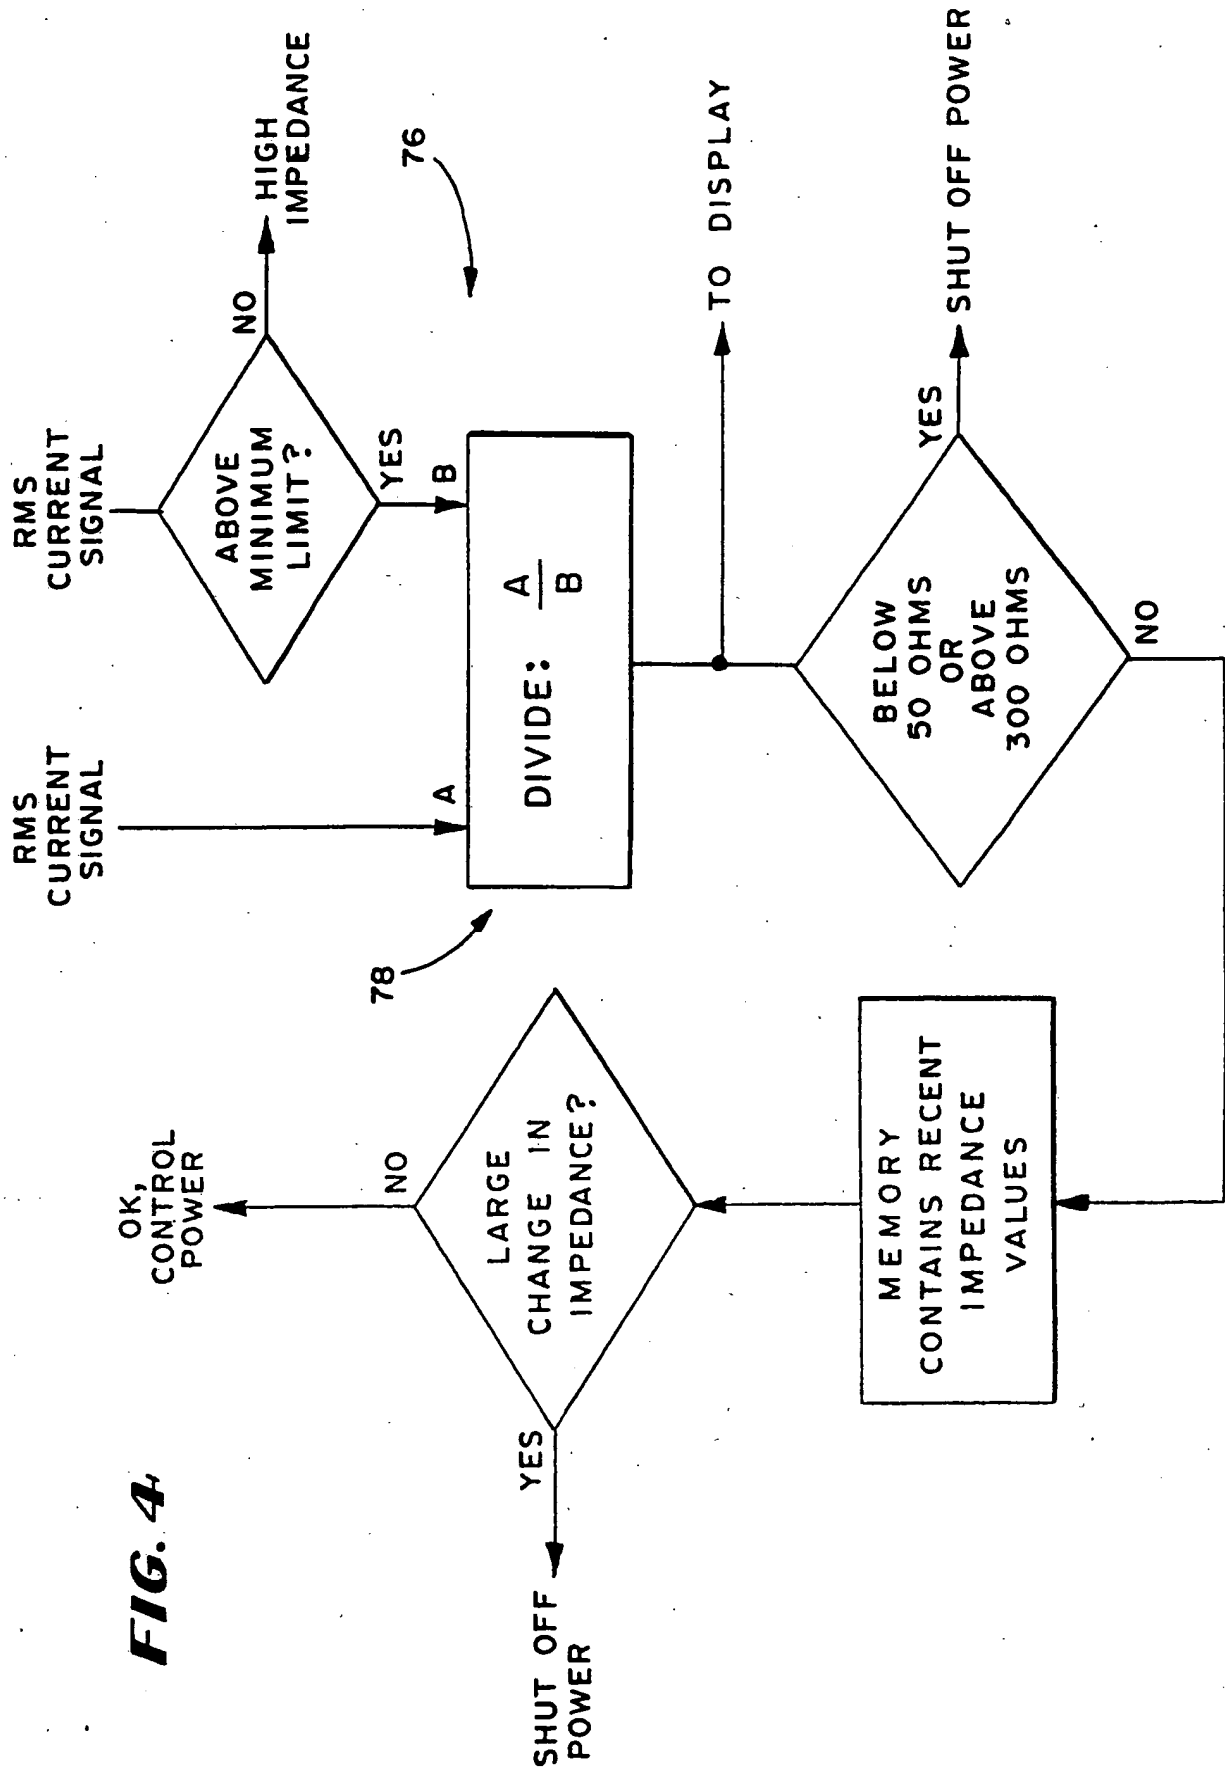 FIG. 4
RMS
CURRENT
SIGNAL
RMS
CURRENT
SIGNAL
ABOVE
MINIMUM
LIMIT?
NO
HIGH
IMPEDANCE
YES
A
B
78
76
DIVIDE: A
B
TO DISPLAY
BELOW
50 OHMS
OR
ABOVE
300 OHMS
YES
SHUT OFF POWER
NO
MEMORY
CONTAINS RECENT
IMPEDANCE
VALUES
LARGE
CHANGE IN
IMPEDANCE?
NO
OK,
CONTROL
POWER
YES
SHUT OFF
POWER